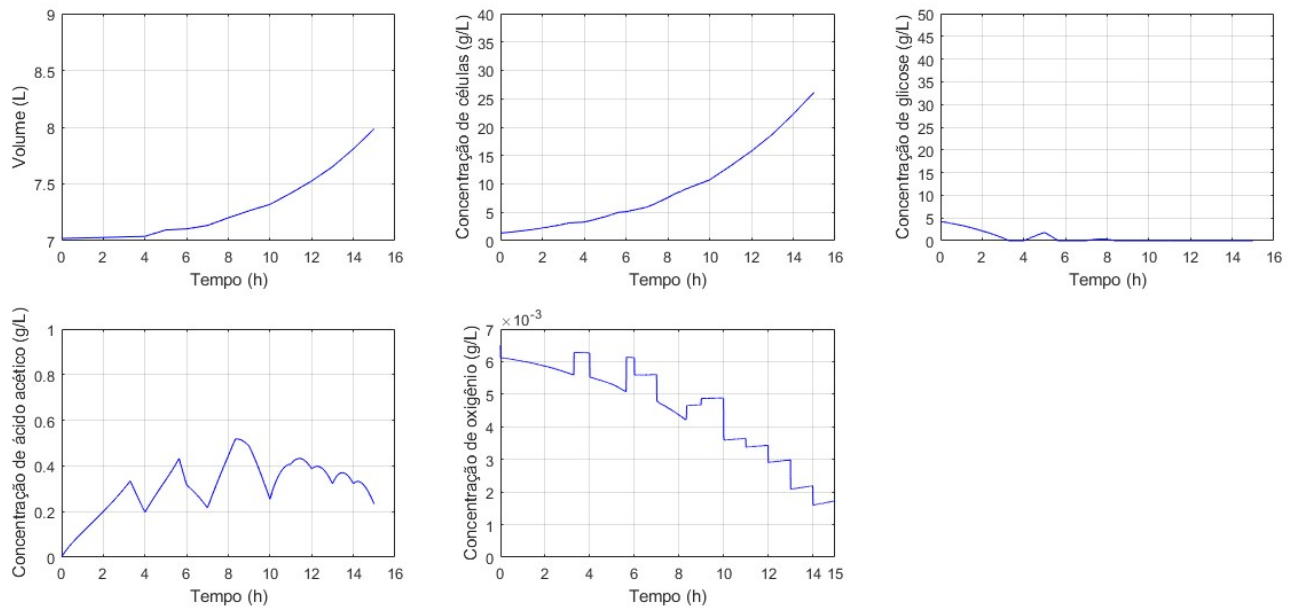 9
8.5
8
7.5
7
Volume (L)
0 2 4 6 8 10 12 14 16
Tempo (h)
40
35
30
25
20
15
10
5
0
Concentração de células (g/L)
0 2 4 6 8 10 12 14 16
Tempo (h)
50
45
40
35
30
25
20
15
10
5
0
Concentração de glicose (g/L)
0 2 4 6 8 10 12 14 16
Tempo (h)
1
0.8
0.6
0.4
0.2
0
Concentração de ácido acético (g/L)
0 2 4 6 8 10 12 14 16
Tempo (h)
×10⁻³
7
6
5
4
3
2
1
0
Concentração de oxigênio (g/L)
0 2 4 6 8 10 12 14 15
Tempo (h)